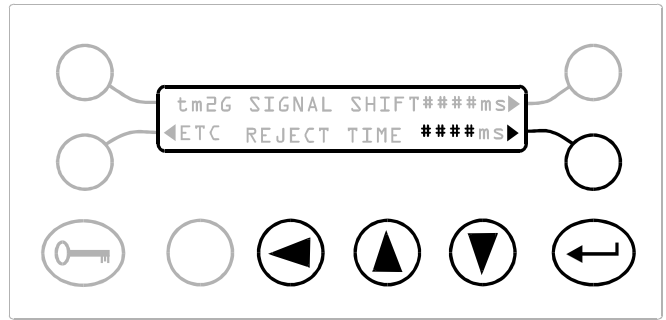 tm2G SIGNAL SHIFT####ms▶
◀ETC REJECT TIME ####ms▶